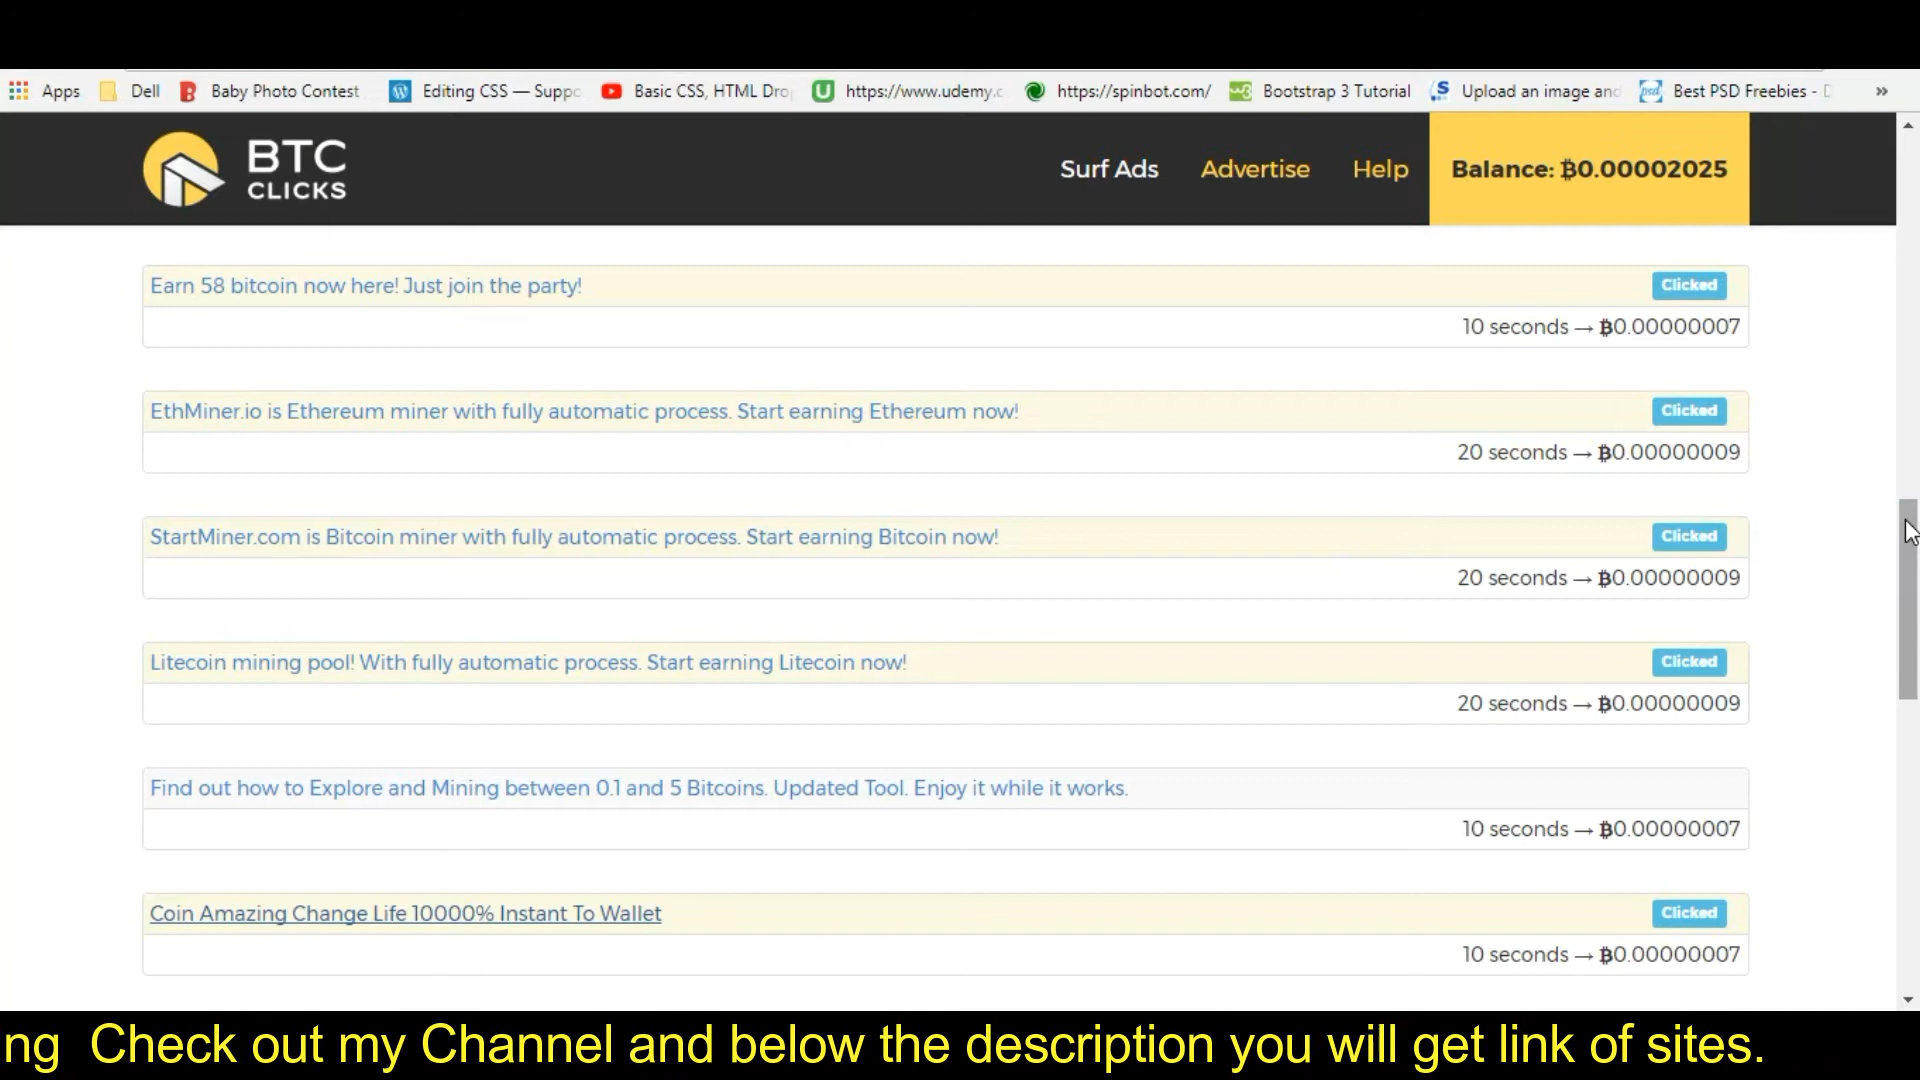 Apps Dell Baby Photo Contest Editing CSS — Suppo Basic CSS, HTML Dro https://www.udemy.c https://spinbot.com/ Bootstrap 3 Tutorial Upload an image and Best PSD Freebies - D »
BTC
CLICKS
Surf Ads Advertise Help Balance: ₿0.00002025
Earn 58 bitcoin now here! Just join the party! Clicked
10 seconds → ₿0.00000007
EthMiner.io is Ethereum miner with fully automatic process. Start earning Ethereum now! Clicked
20 seconds → ₿0.00000009
StartMiner.com is Bitcoin miner with fully automatic process. Start earning Bitcoin now! Clicked
20 seconds → ₿0.00000009
Litecoin mining pool! With fully automatic process. Start earning Litecoin now! Clicked
20 seconds → ₿0.00000009
Find out how to Explore and Mining between 0.1 and 5 Bitcoins. Updated Tool. Enjoy it while it works.
10 seconds → ₿0.00000007
Coin Amazing Change Life 10000% Instant To Wallet Clicked
10 seconds → ₿0.00000007
ng Check out my Channel and below the description you will get link of sites.